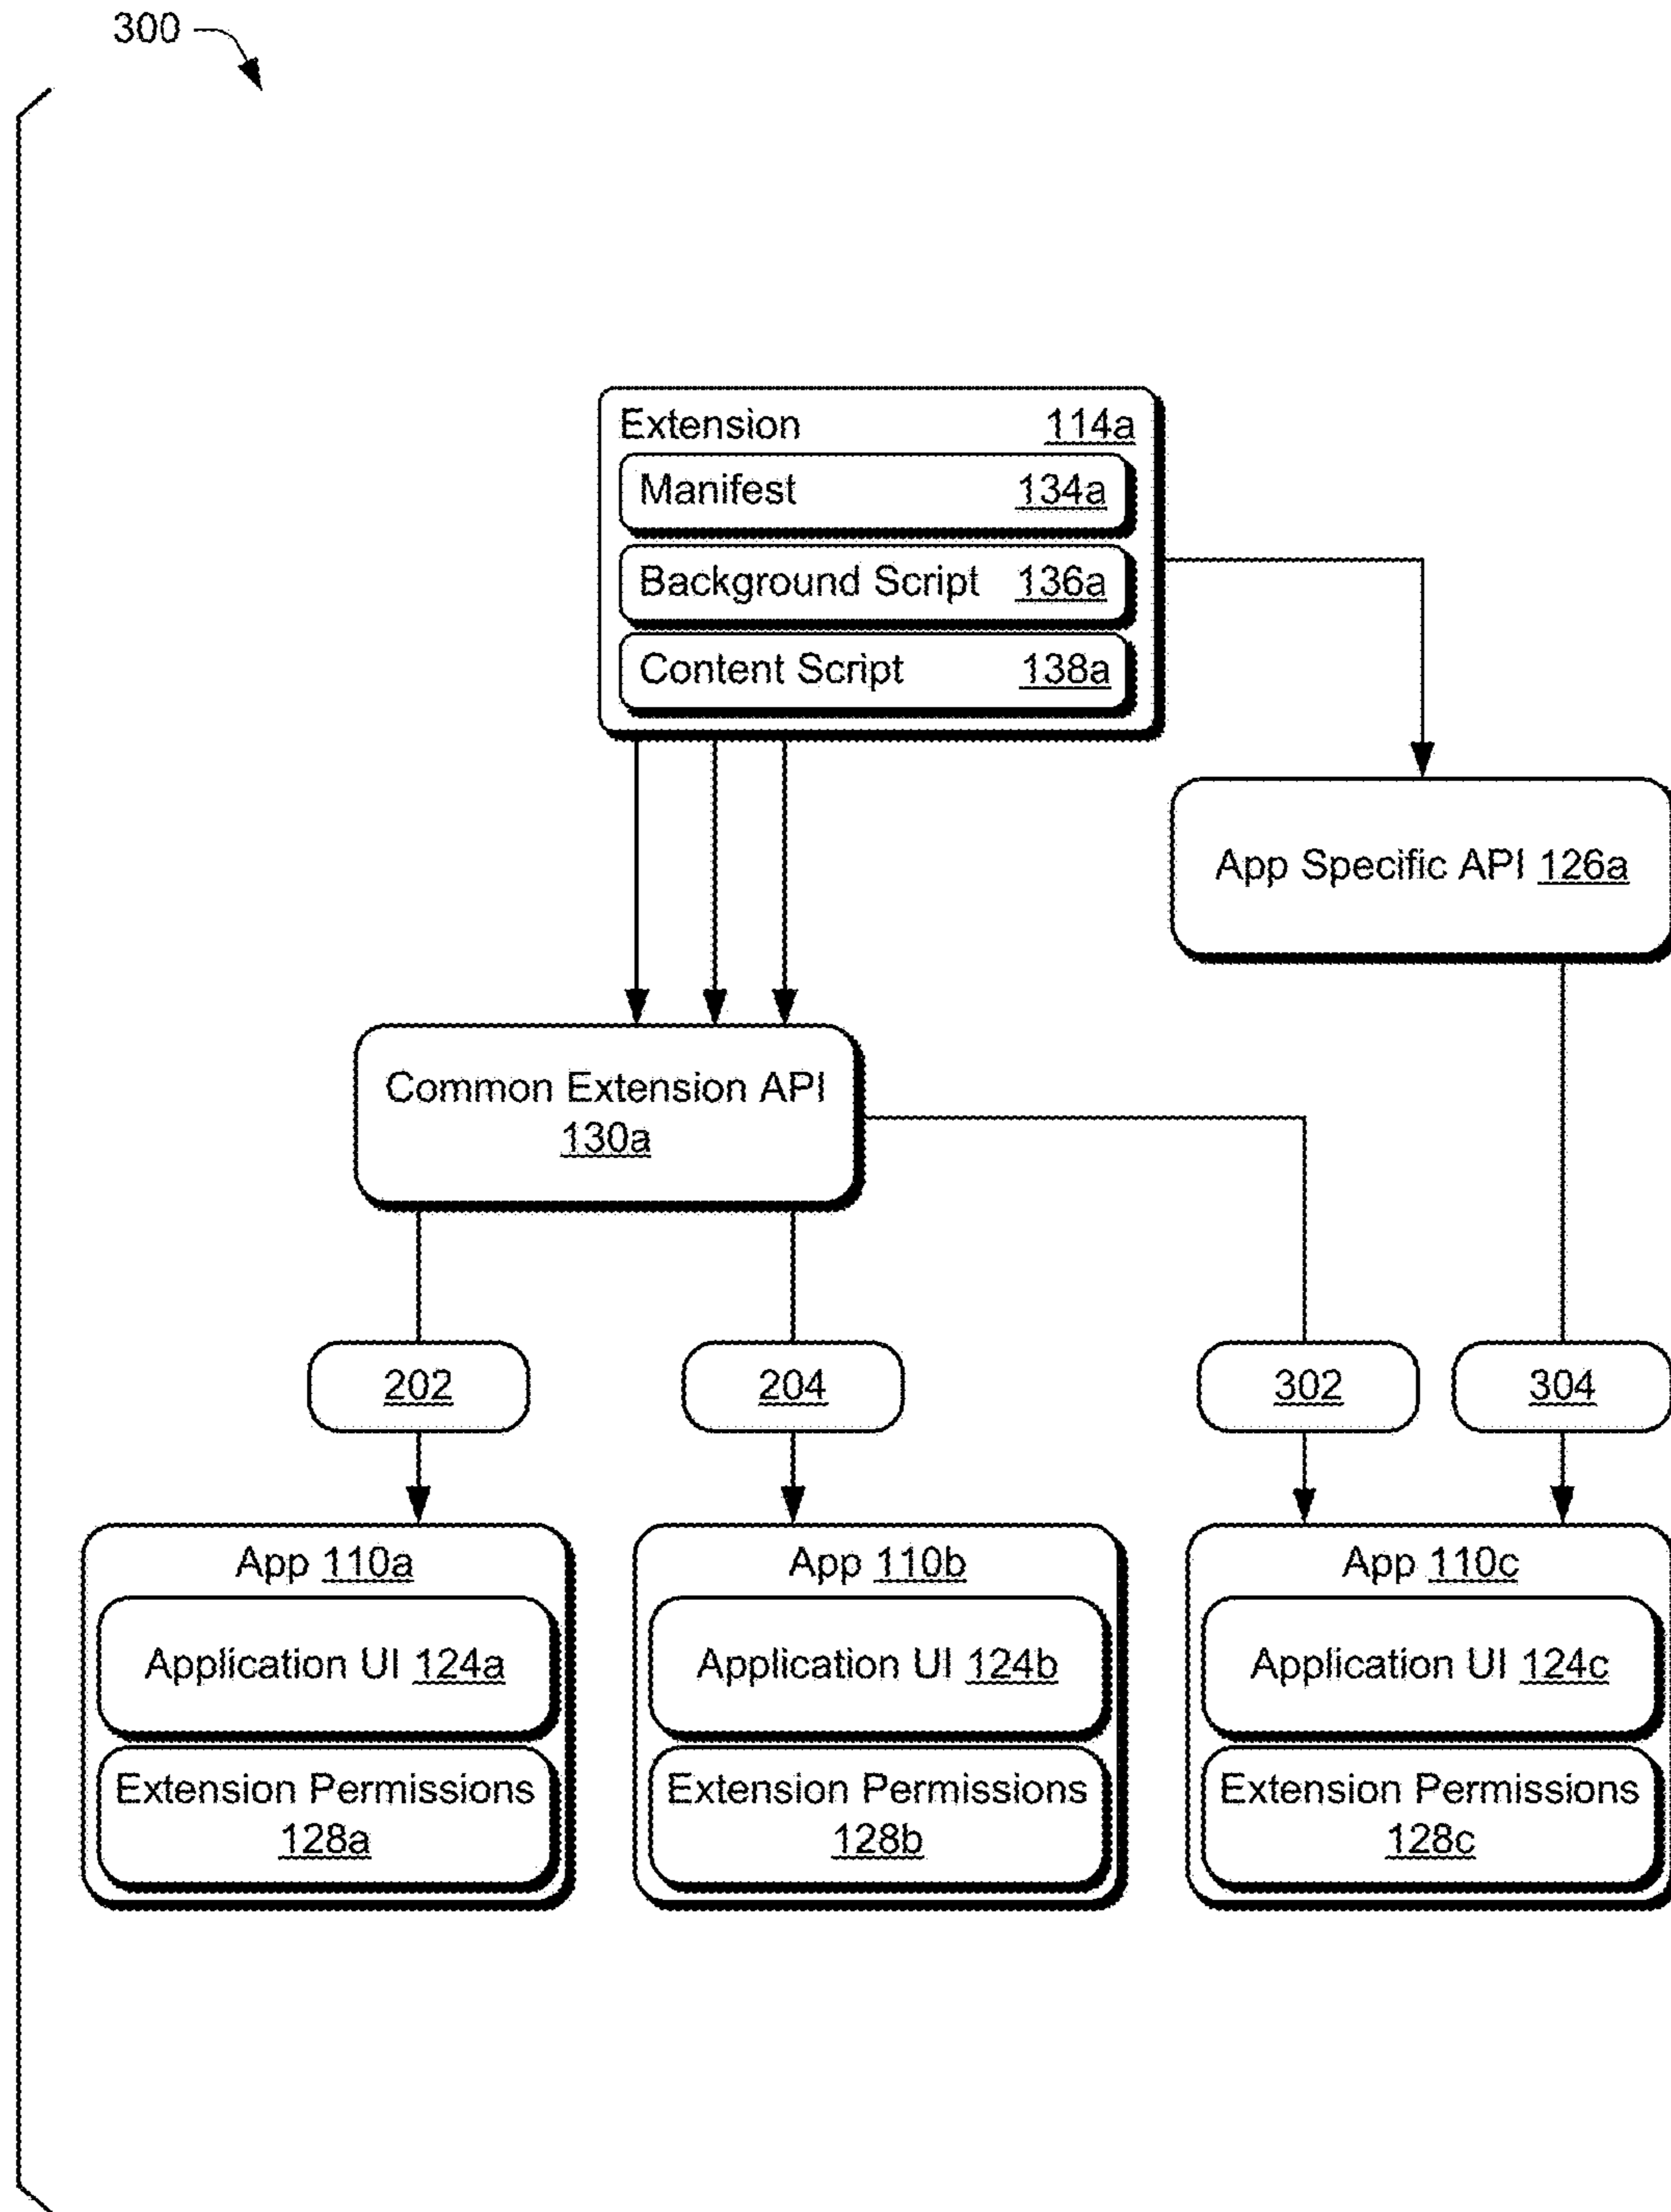 300
Extension 114a
Manifest 134a
Background Script 136a
Content Script 138a
App Specific API 126a
Common Extension API
130a
202 204 302 304
App 110a App 110b App 110c
Application UI 124a Application UI 124b Application UI 124c
Extension Permissions Extension Permissions Extension Permissions
128a 128b 128c